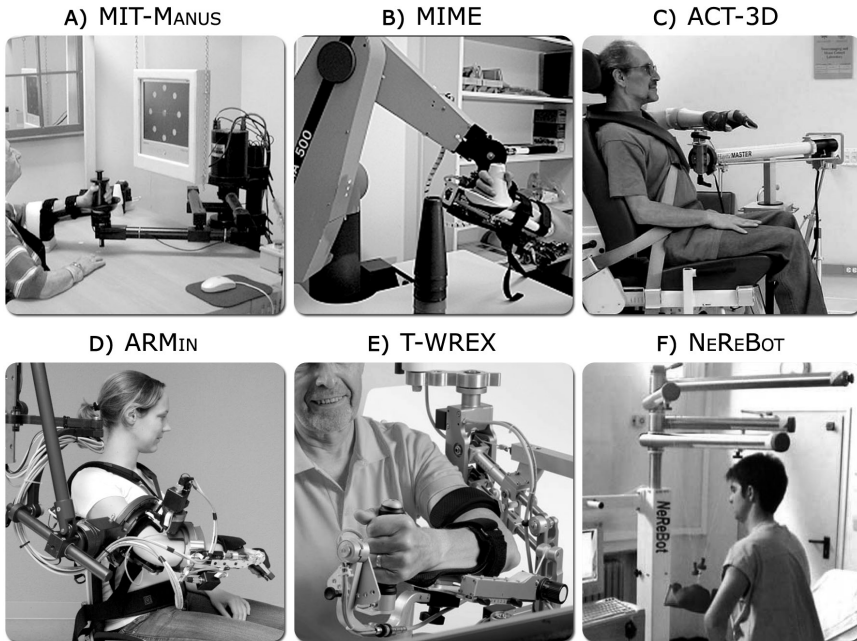 A) MIT-MANUS
B) MIME
C) ACT-3D
A 500
MASTER
D) ARMIN
E) T-WREX
F) NEREBOT
NeReBot